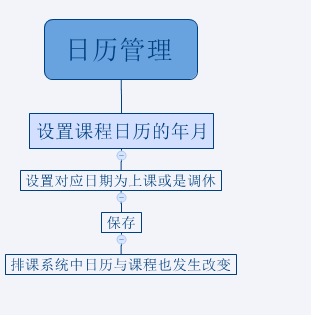 日历管理
设置课程日历的年月
设置对应日期为上课或是调休
保存
排课系统中日历与课程也发生改变